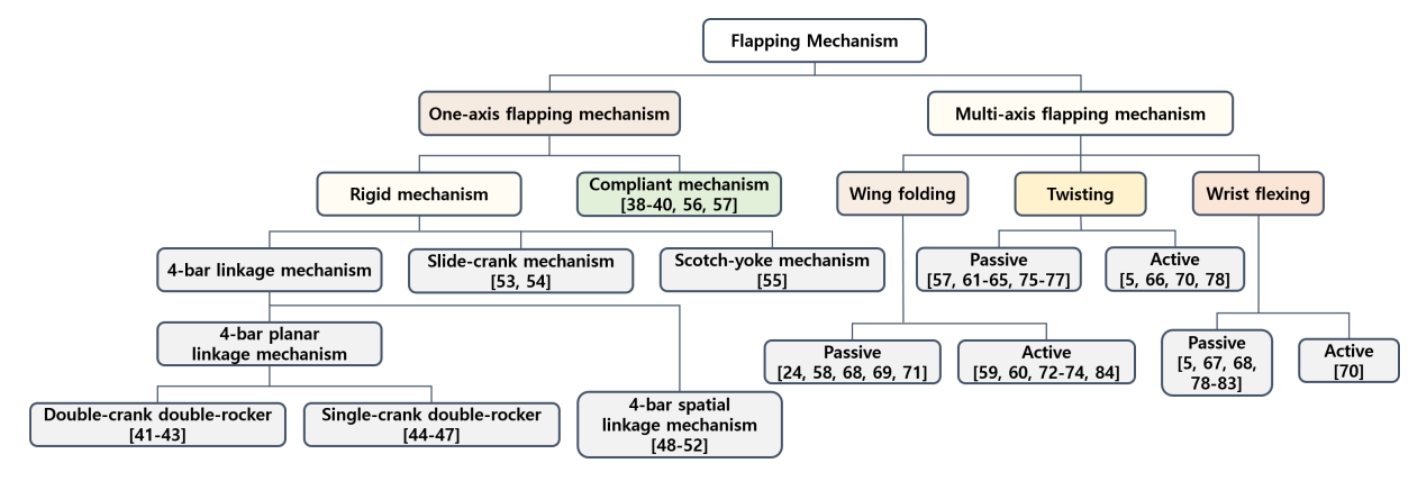 Flapping Mechanism
One-axis flapping mechanism
Multi-axis flapping mechanism
Rigid mechanism
Compliant mechanism
[38-40, 56, 57]
Wing folding
Twisting
Wrist flexing
4-bar linkage mechanism
Slide-crank mechanism
[53, 54]
Scotch-yoke mechanism
[55]
Passive
[57, 61-65, 75-77]
Active
[5, 66, 70, 78]
4-bar planar
linkage mechanism
Passive
[24, 58, 68, 69, 71]
Active
[59, 60, 72-74, 84]
Passive
[5, 67, 68,
78-83]
Active
[70]
Double-crank double-rocker
[41-43]
Single-crank double-rocker
[44-47]
4-bar spatial
linkage mechanism
[48-52]